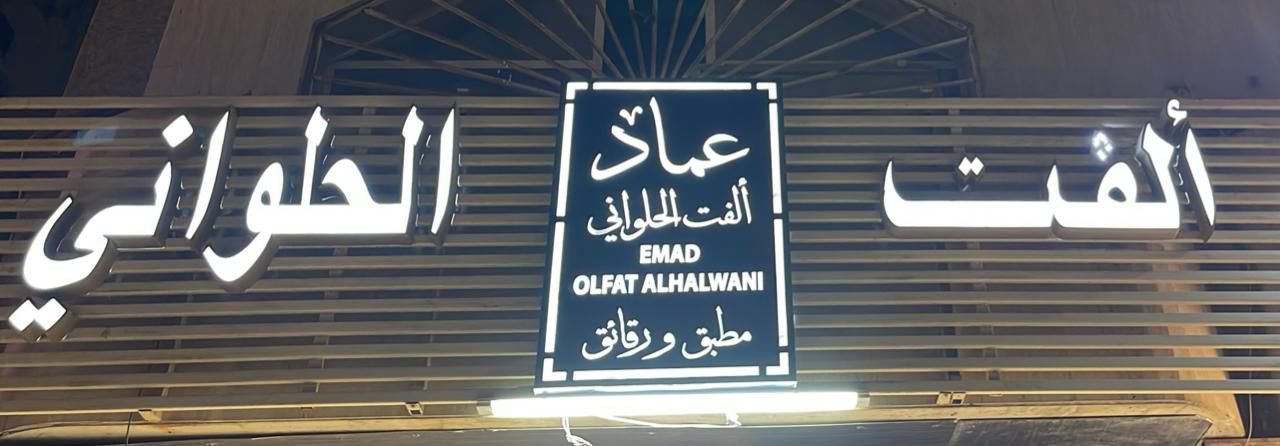 ألفت
عماد
ألفت الحلواني
EMAD
OLFAT ALHALWANI
مطبق و رقائق
الحلواني